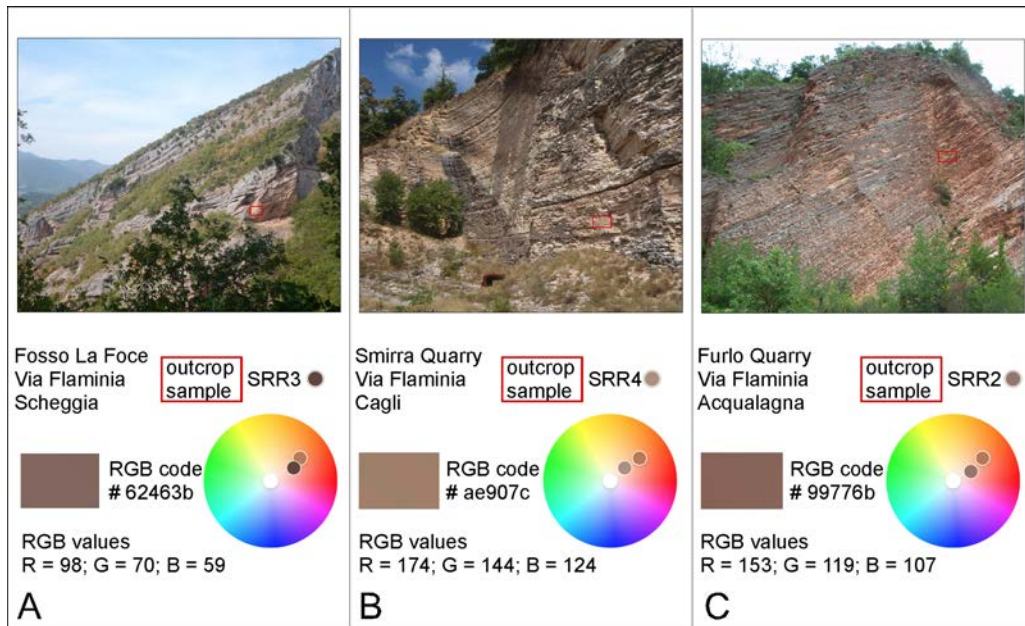 Fosso La Foce
Via Flaminia
Scheggia
outcrop
sample
SRR3
RGB code
# 62463b
RGB values
R = 98; G = 70; B = 59
A
Smirra Quarry
Via Flaminia
Cagli
outcrop
sample
SRR4
RGB code
# ae907c
RGB values
R = 174; G = 144; B = 124
B
Furlo Quarry
Via Flaminia
Acqualagna
outcrop
sample
SRR2
RGB code
# 99776b
RGB values
R = 153; G = 119; B = 107
C